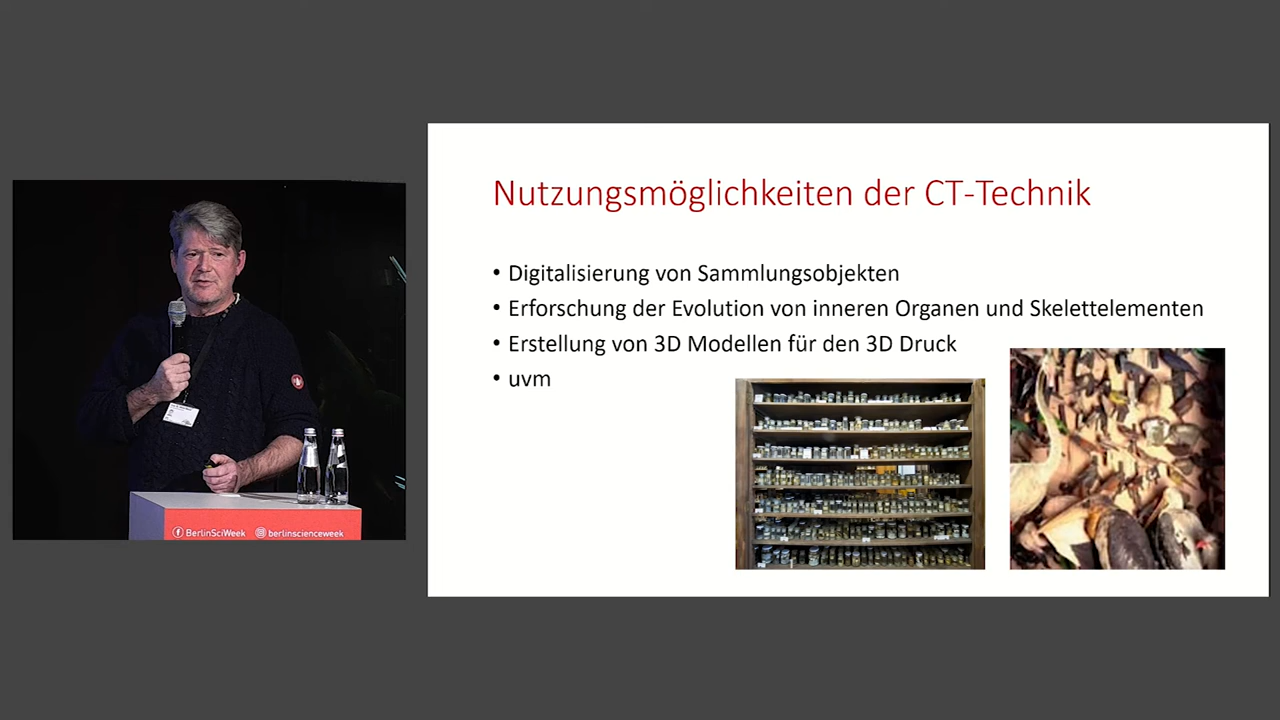 Nutzungsmöglichkeiten der CT-Technik
• Digitalisierung von Sammlungsobjekten
• Erforschung der Evolution von inneren Organen und Skelettelementen
• Erstellung von 3D Modellen für den 3D Druck
• uvm
BerlinSciWeek berlinscienceweek